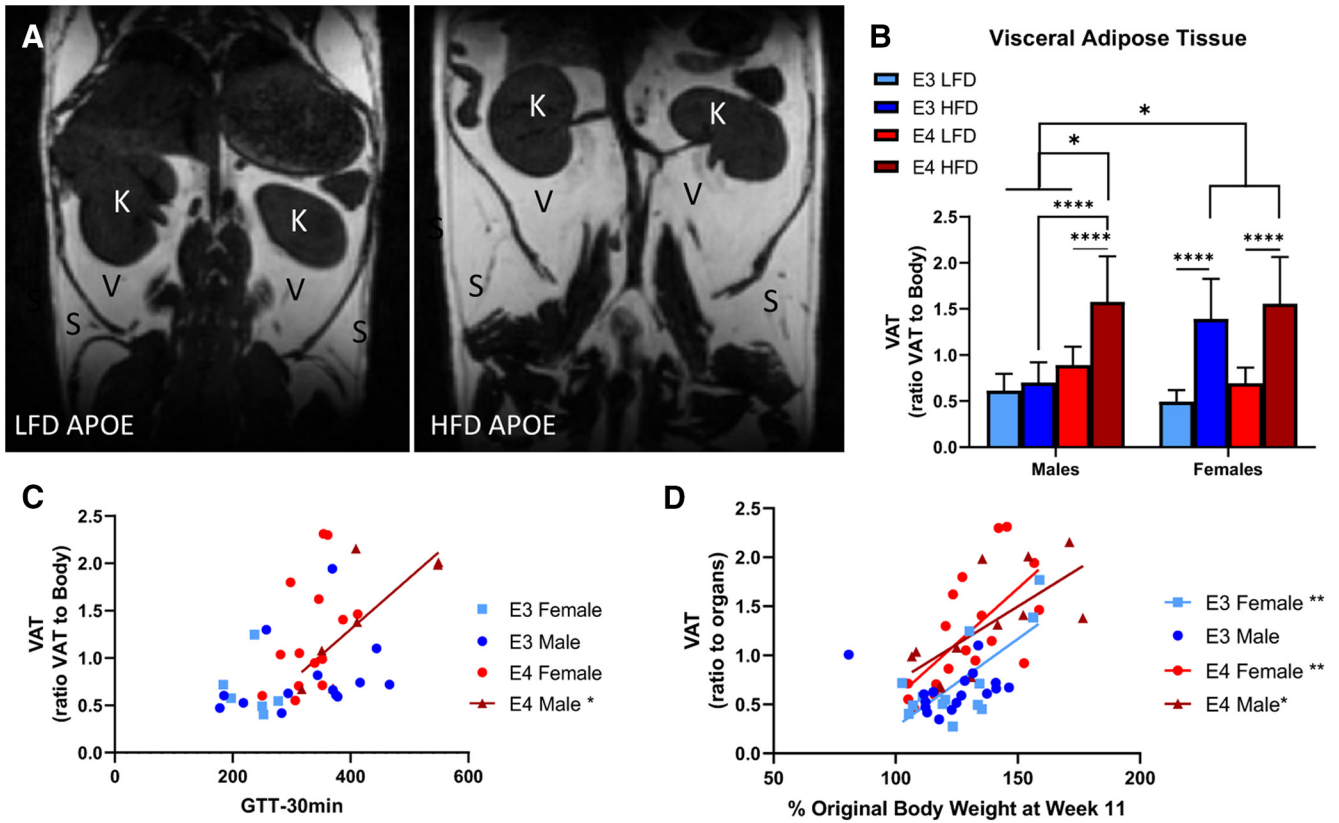 A
K
K
V
V
S
S
S
LFD APOE
K
K
V
V
S
S
S
HFD APOE
B
Visceral Adipose Tissue
E3 LFD
E3 HFD
E4 LFD
E4 HFD
*
*
****
****
****
****
VAT
(ratio VAT to Body)
2.5
2.0
1.5
1.0
0.5
0.0
Males
Females
C
VAT
(ratio VAT to Body)
2.5
2.0
1.5
1.0
0.5
0.0
0
200
400
600
GTT-30min
E3 Female
E3 Male
E4 Female
E4 Male *
D
VAT
(ratio to organs)
2.5
2.0
1.5
1.0
0.5
0.0
50
100
150
200
% Original Body Weight at Week 11
E3 Female **
E3 Male
E4 Female **
E4 Male*